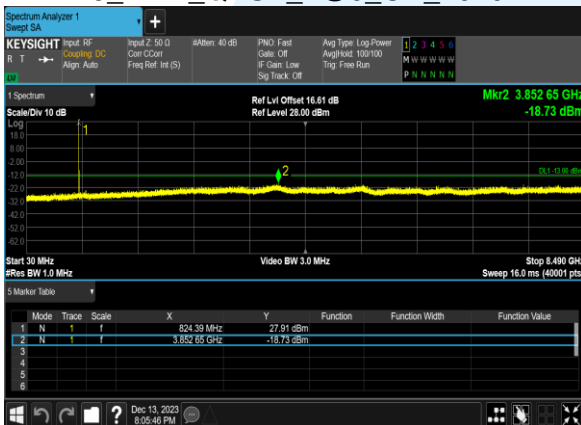 Spectrum Analyzer 1
Swept SA
+
KEYSIGHT
R T
LV
Input: RF
Coupling: DC
Align: Auto
Input Z: 50 Ω
Corr CCorr
Freq Ref: Int (S)
#Atten: 40 dB
PNO: Fast
Gate: Off
IF Gain: Low
Sig Track: Off
Avg Type: Log-Power
Avg|Hold: 100/100
Trig: Free Run
1 2 3 4 5 6
M W W W W W
P N N N N N
1 Spectrum
Scale/Div 10 dB
Ref Lvl Offset 16.61 dB
Ref Level 28.00 dBm
Mkr2 3.852 65 GHz
-18.73 dBm
Log
18.0
8.00
-2.00
-12.0
-22.0
-32.0
-42.0
-52.0
-62.0
1
2
DL1 -13.00 dBm
Start 30 MHz
#Res BW 1.0 MHz
Video BW 3.0 MHz
Stop 8.490 GHz
Sweep 16.0 ms (40001 pts)
5 Marker Table
Mode Trace Scale X Y Function Function Width Function Value
1 N 1 f 824.39 MHz 27.91 dBm
2 N 1 f 3.852 65 GHz -18.73 dBm
3
4
5
6
?
Dec 13, 2023
8:05:46 PM